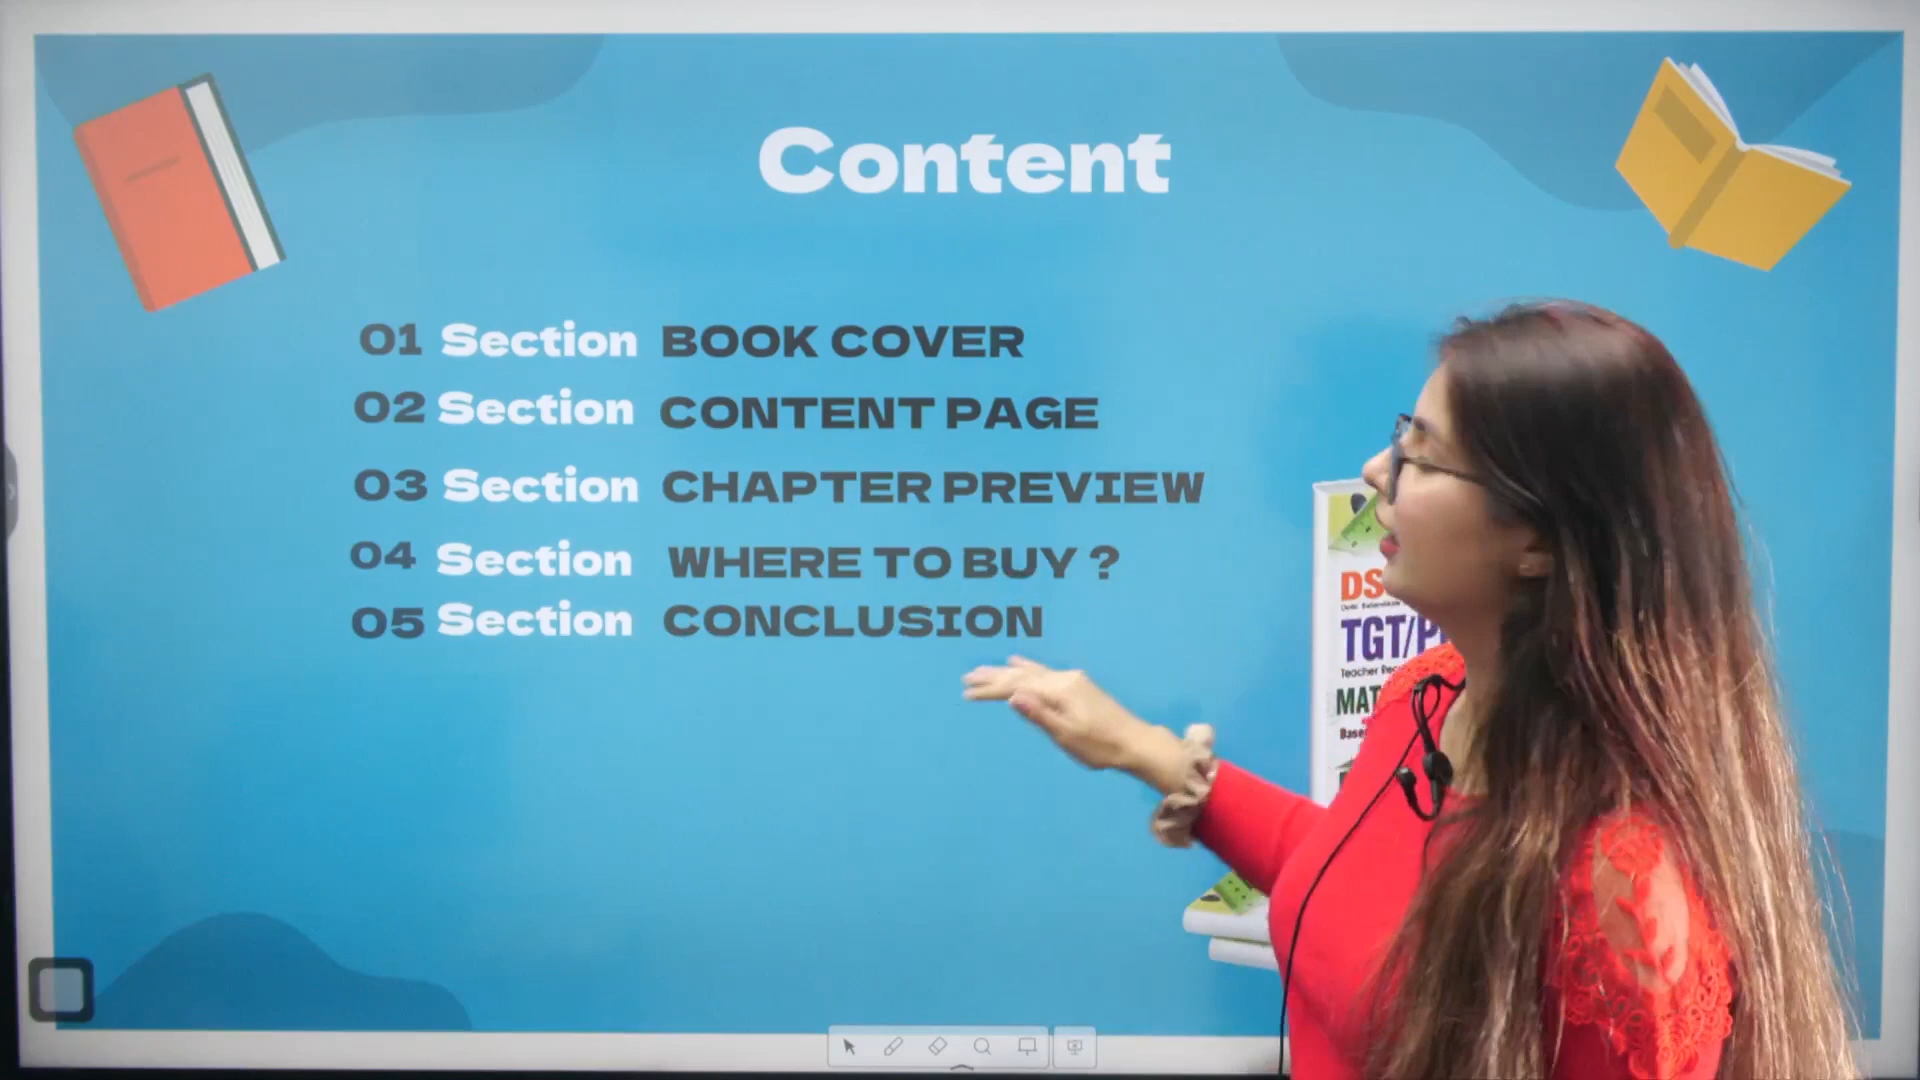 Content
01 Section BOOK COVER
02 Section CONTENT PAGE
03 Section CHAPTER PREVIEW
04 Section WHERE TO BUY ?
05 Section CONCLUSION
TGT/P
Teacher
MAT